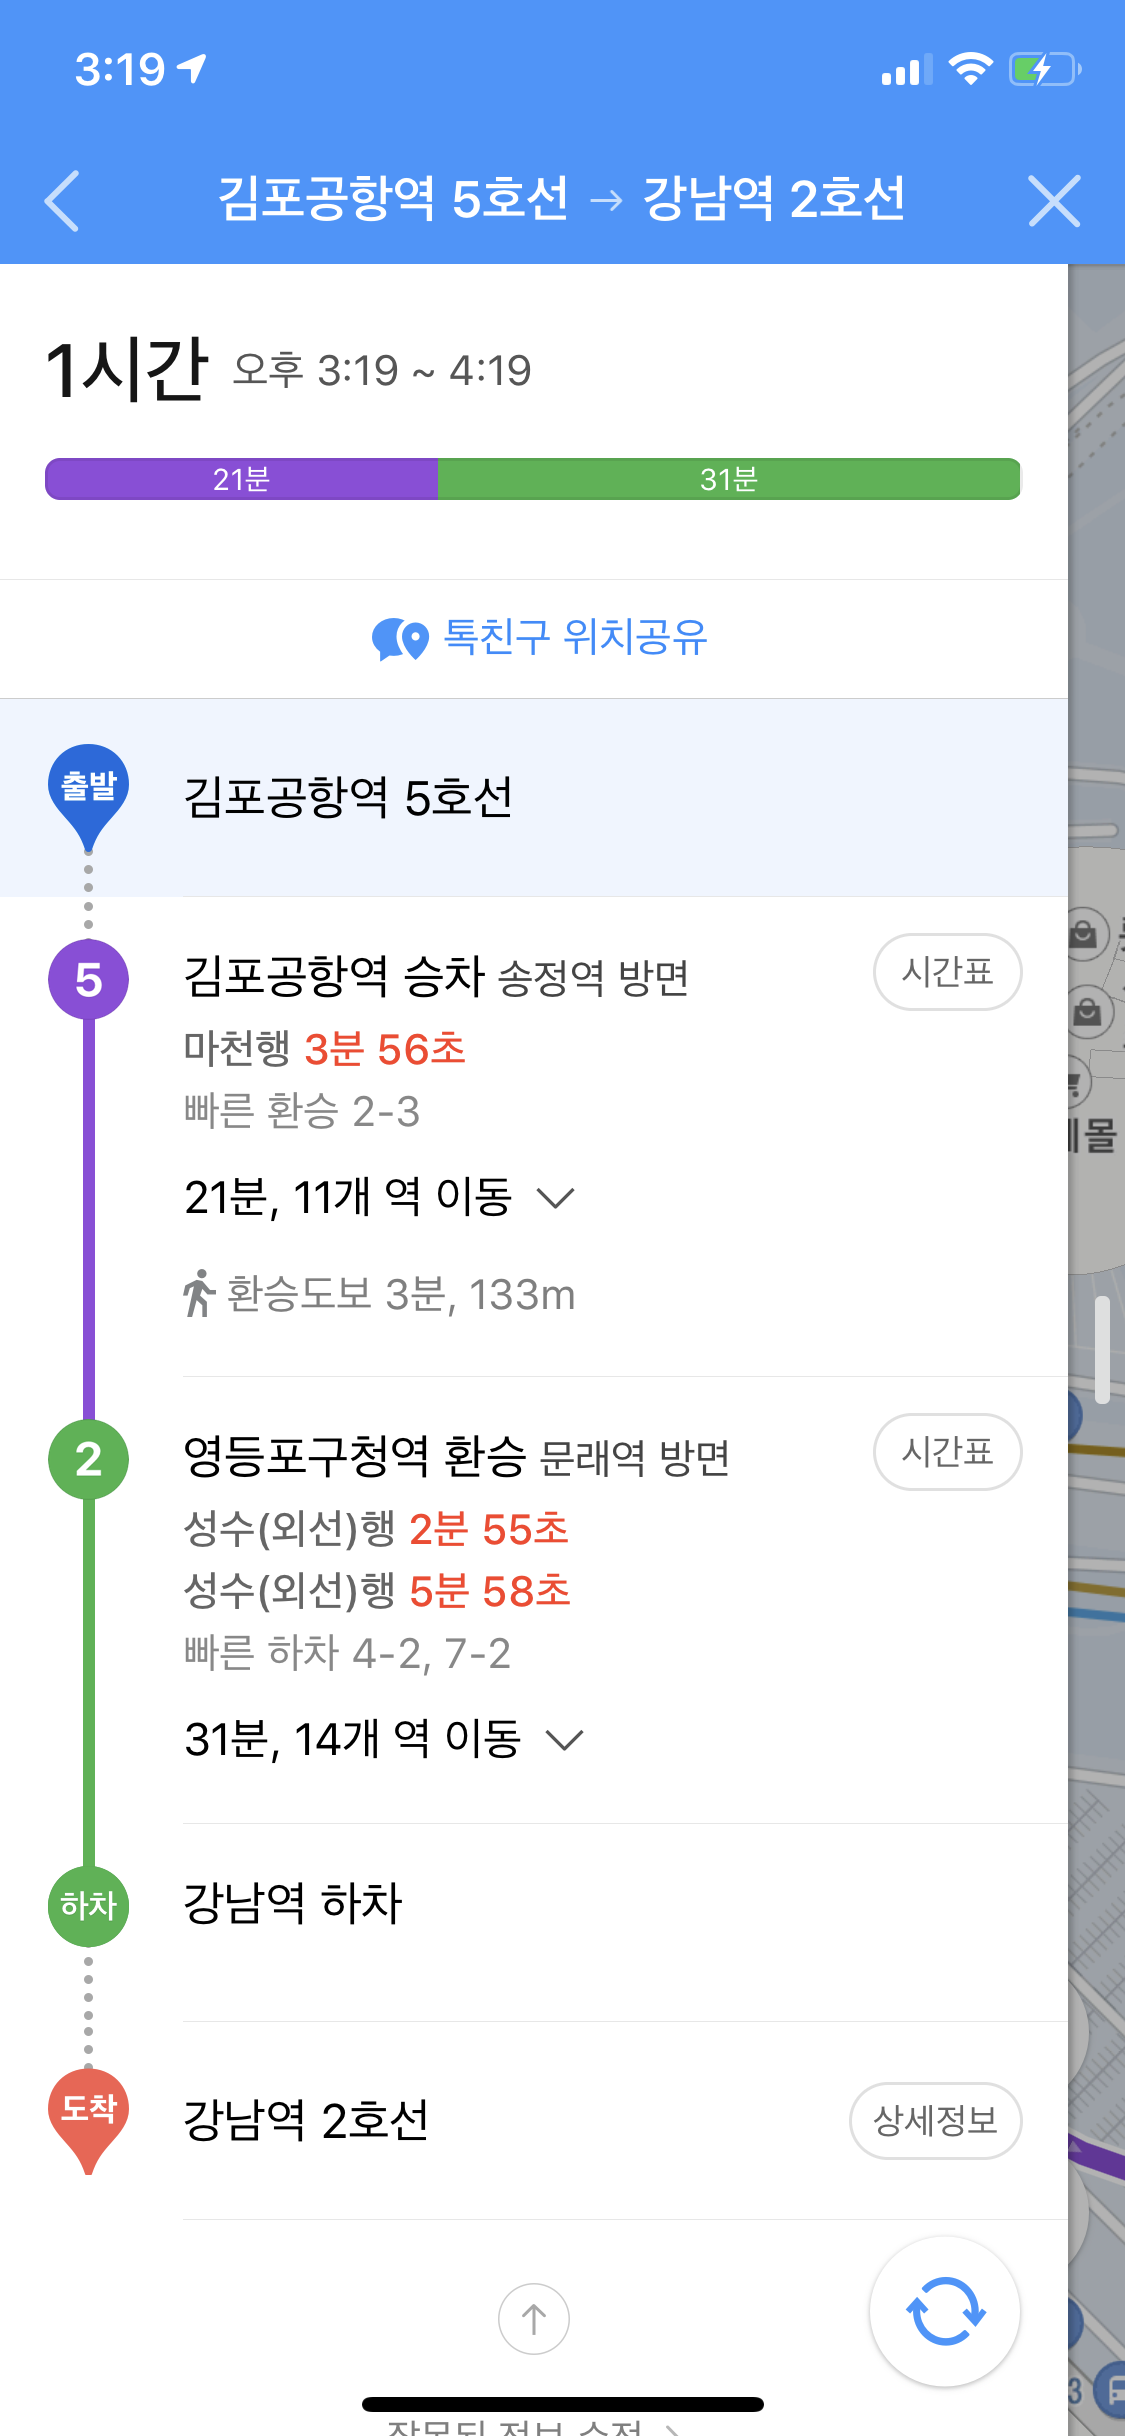 3:19
김포공항역 5호선 → 강남역 2호선
1시간 오후 3:19 ~ 4:19
21분 31분
톡친구 위치공유
출발 김포공항역 5호선
5 김포공항역 승차 송정역 방면 시간표
마천행 3분 56초
빠른 환승 2-3
21분, 11개 역 이동
환승도보 3분, 133m
2 영등포구청역 환승 문래역 방면 시간표
성수(외선)행 2분 55초
성수(외선)행 5분 58초
빠른 하차 4-2, 7-2
31분, 14개 역 이동
하차 강남역 하차
도착 강남역 2호선 상세정보
3